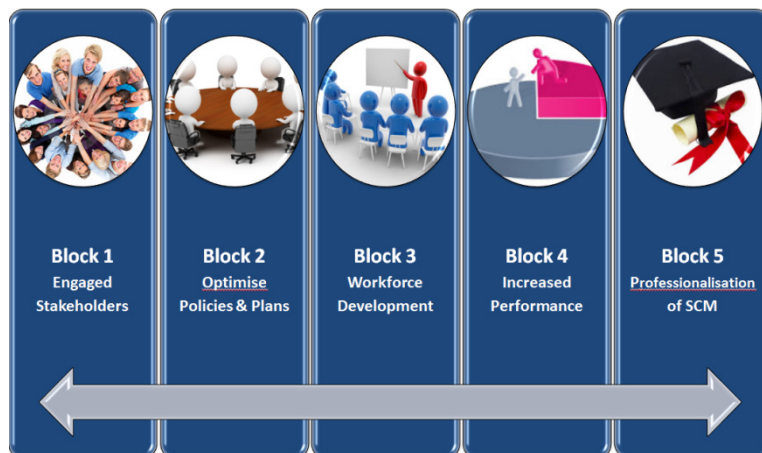 Block 1
Engaged
Stakeholders
Block 2
Optimise
Policies & Plans
Block 3
Workforce
Development
Block 4
Increased
Performance
Block 5
Professionalisation
of SCM